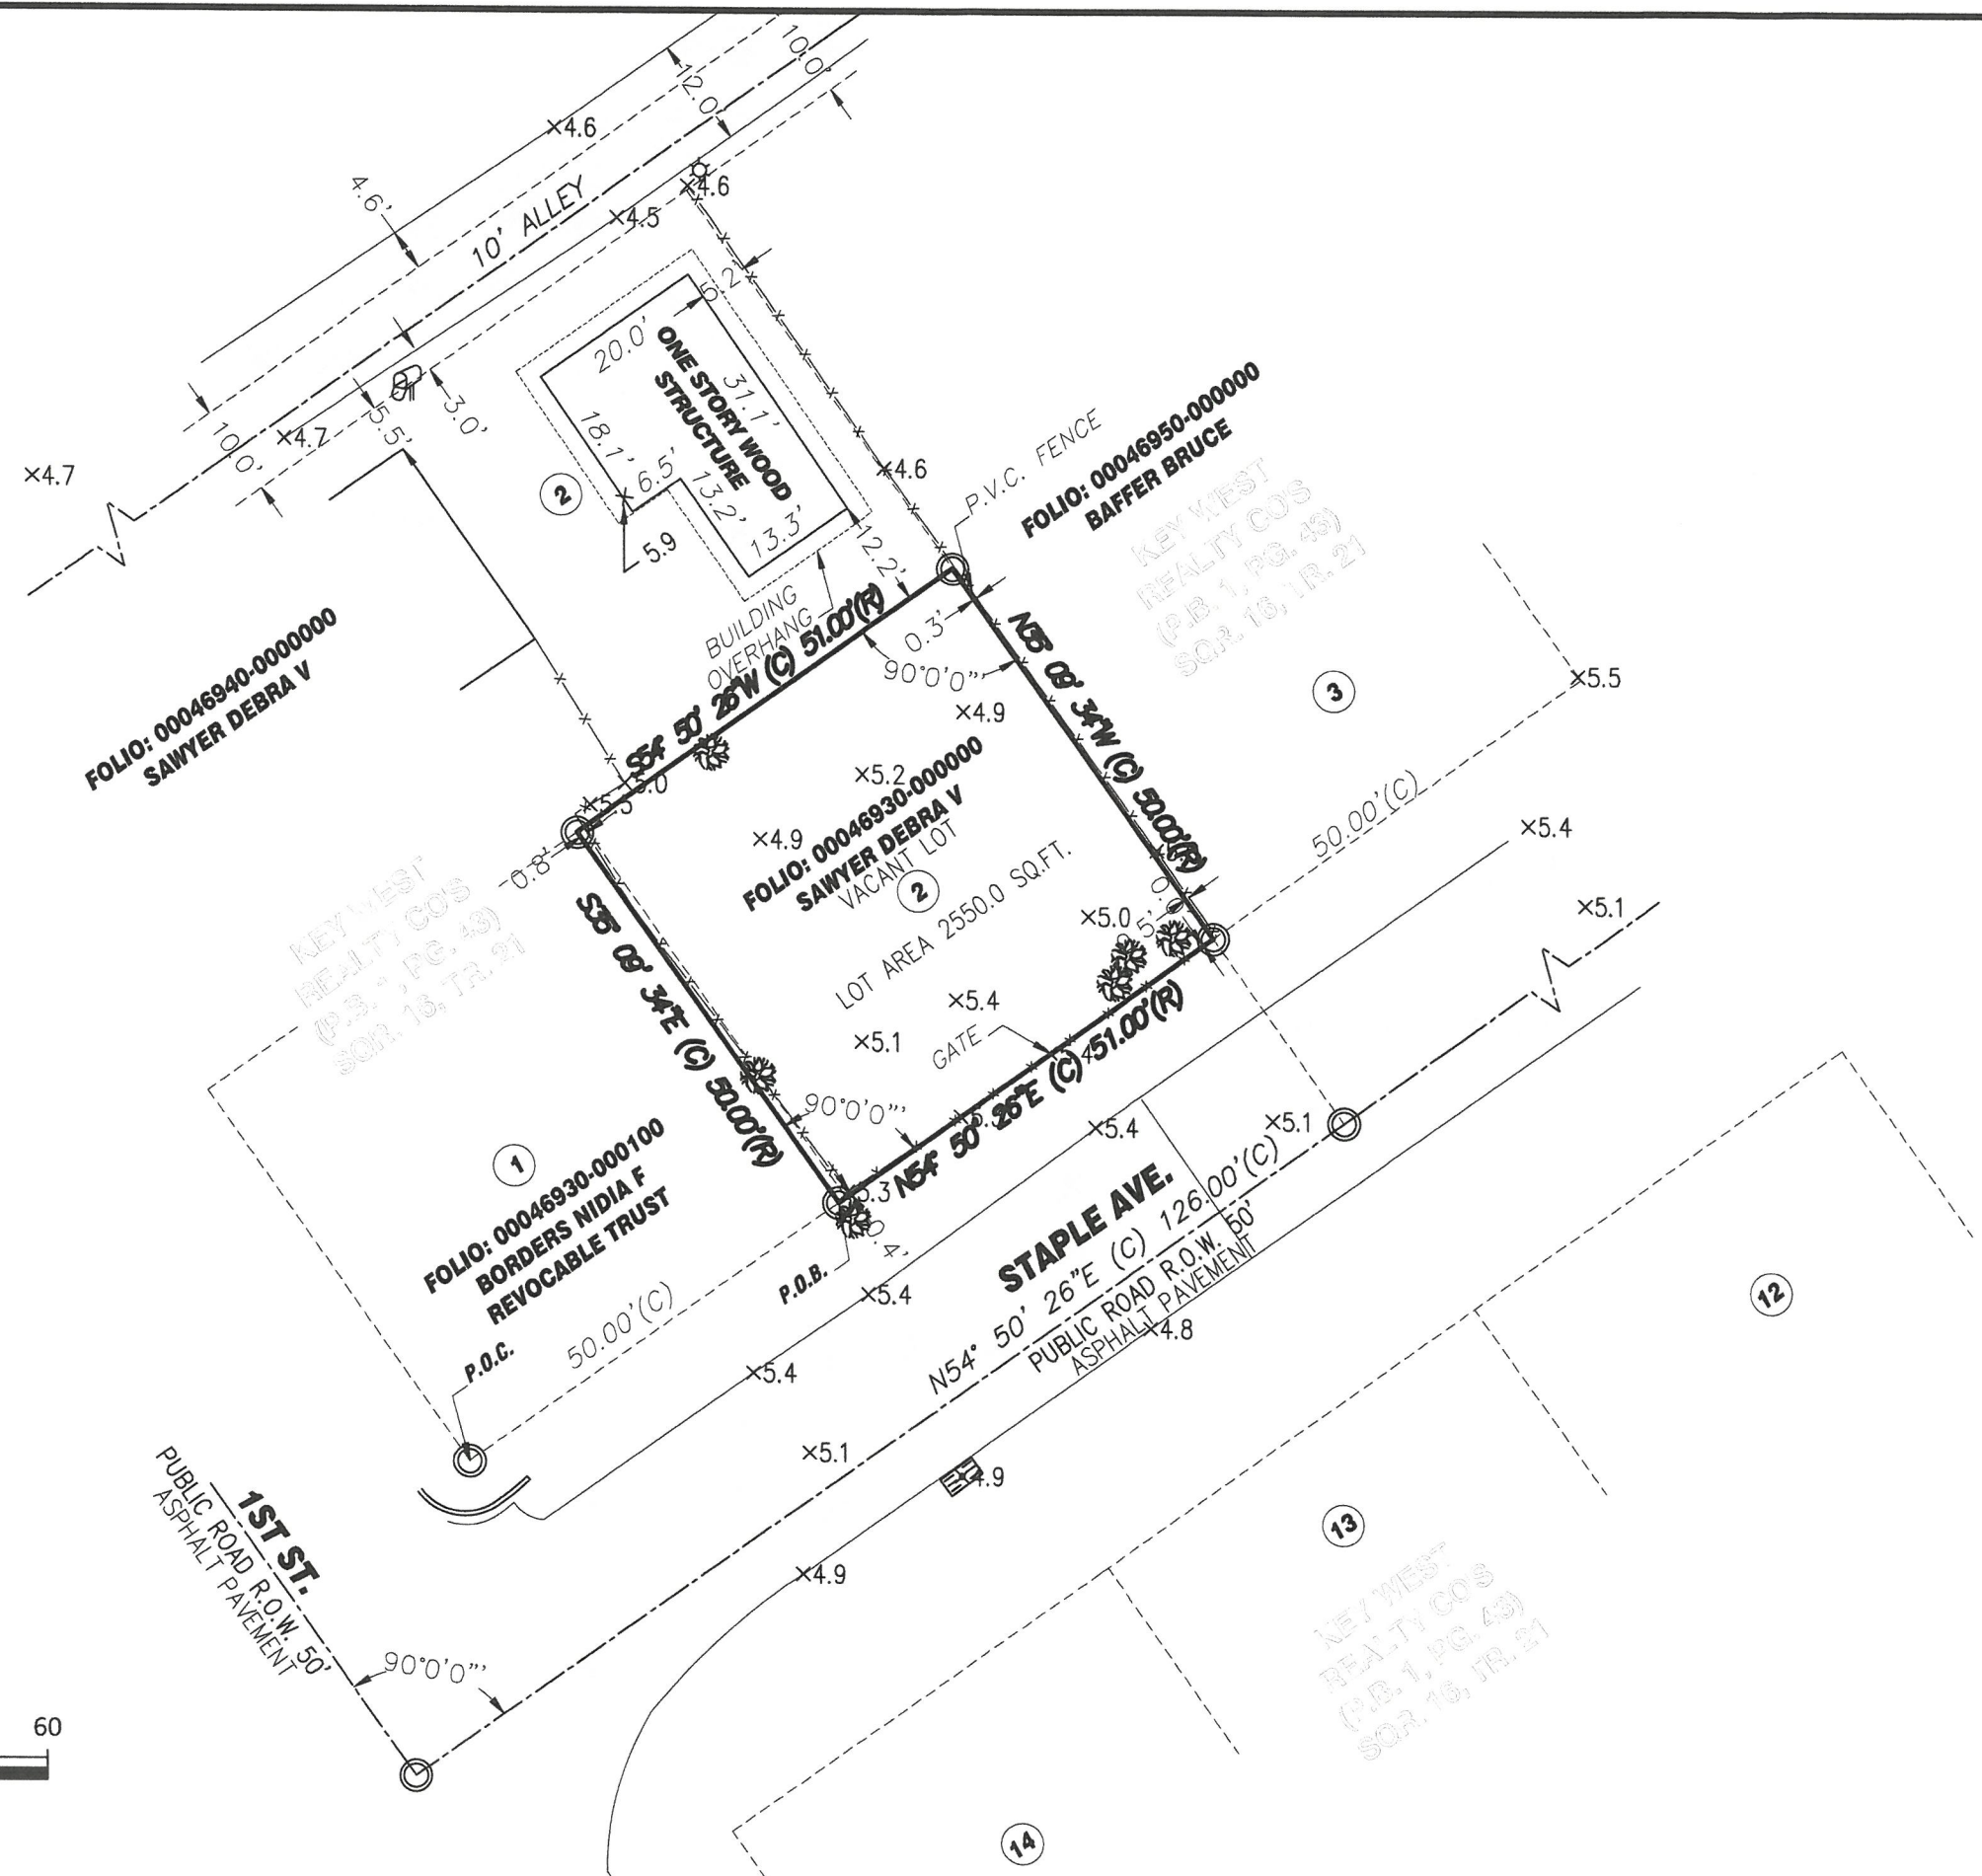 10.0'
12.0'
×4.6
×4.6
4.6'
10' ALLEY
×4.5
5.2'
20.0'
ONE STORY WOOD
STRUCTURE
31.1'
18.1'
6.5'
13.2'
13.3'
3.0'
5.5'
10.0'
×4.7
×4.7
2
5.9
×4.6
12.2'
P.V.C. FENCE
FOLIO: 00046950-000000
BAFFER BRUCE
KEY WEST
REALTY CO'S
(P.B. 1, PG. 43)
SQR. 16, TR. 21
BUILDING
OVERHANG
S54° 50' 26"W (C) 51.00'(R)
0.3'
90°0'0"'
N35° 09' 34"W (C) 50.00'(R)
3
×5.5
FOLIO: 00046940-0000000
SAWYER DEBRA V
×4.9
×5.2
5.0
×5.5
0.8'
×4.9
FOLIO: 00046930-000000
SAWYER DEBRA V
VACANT LOT
2
LOT AREA 2550.0 SQ.FT.
50.00'(C)
×5.4
×5.1
×5.0
×5.4
×5.1
GATE
KEY WEST
REALTY CO'S
(P.B. 1, PG. 43)
SQR. 16, TR. 21
S35° 09' 34"E (C) 50.00'(R)
90°0'0"'
N54° 50' 26"E (C) 51.00'(R)
×5.4
×5.1
1
FOLIO: 00046930-000100
BORDERS NIDIA F
REVOCABLE TRUST
5.3
0.4'
P.O.B.
×5.4
50.00'(C)
P.O.C.
×5.4
STAPLE AVE.
N54° 50' 26"E (C) 126.00'(C)
PUBLIC ROAD R.O.W. 50'
ASPHALT PAVEMENT
×4.8
12
×5.1
4.9
×4.9
1ST ST.
PUBLIC ROAD R.O.W. 50'
ASPHALT PAVEMENT
90°0'0"'
13
KEY WEST
REALTY CO'S
(P.B. 1, PG. 43)
SQR. 16, TR. 21
60
14